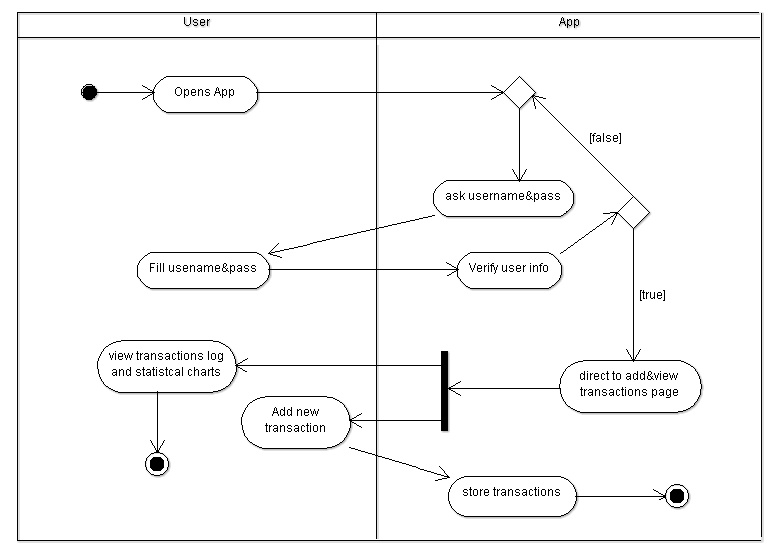 User
App
Opens App
[false]
ask username&pass
Fill usename&pass
Verify user info
[true]
view transactions log
and statistcal charts
direct to add&view
transactions page
Add new
transaction
store transactions